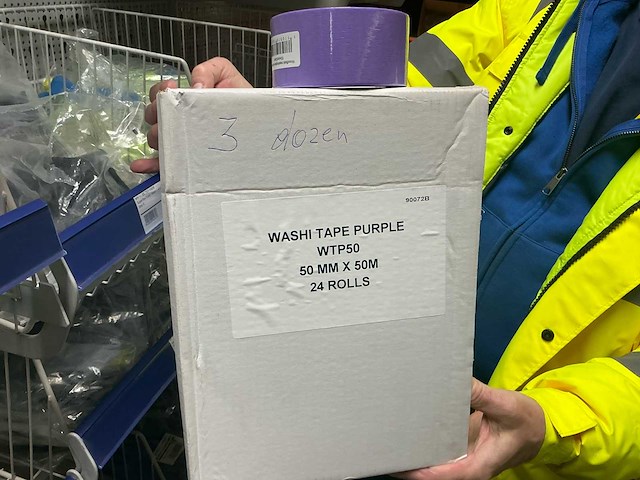 3 dozen
90072B
WASHI TAPE PURPLE
WTP50
50 MM X 50M
24 ROLLS